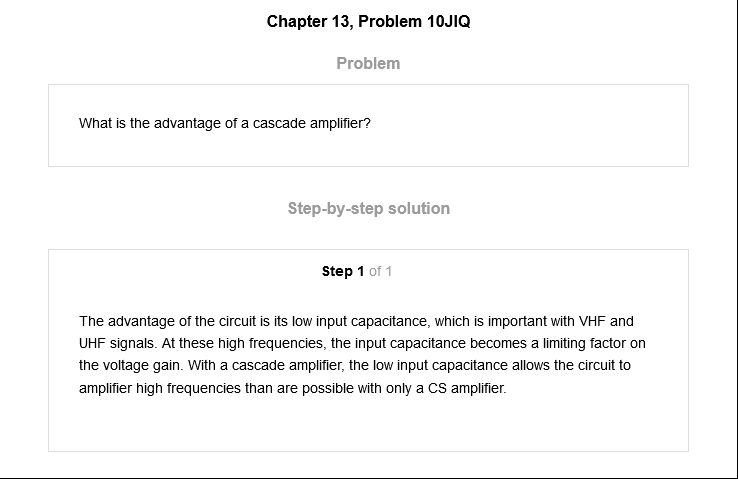 Chapter 13, Problem 10JIQ
Problem
What is the advantage of a cascade amplifier?
Step-by-step solution
Step 1 of 1
The advantage of the circuit is its low input capacitance, which is important with VHF and
UHF signals. At these high frequencies, the input capacitance becomes a limiting factor on
the voltage gain. With a cascade amplifier, the low input capacitance allows the circuit to
amplifier high frequencies than are possible with only a CS amplifier.